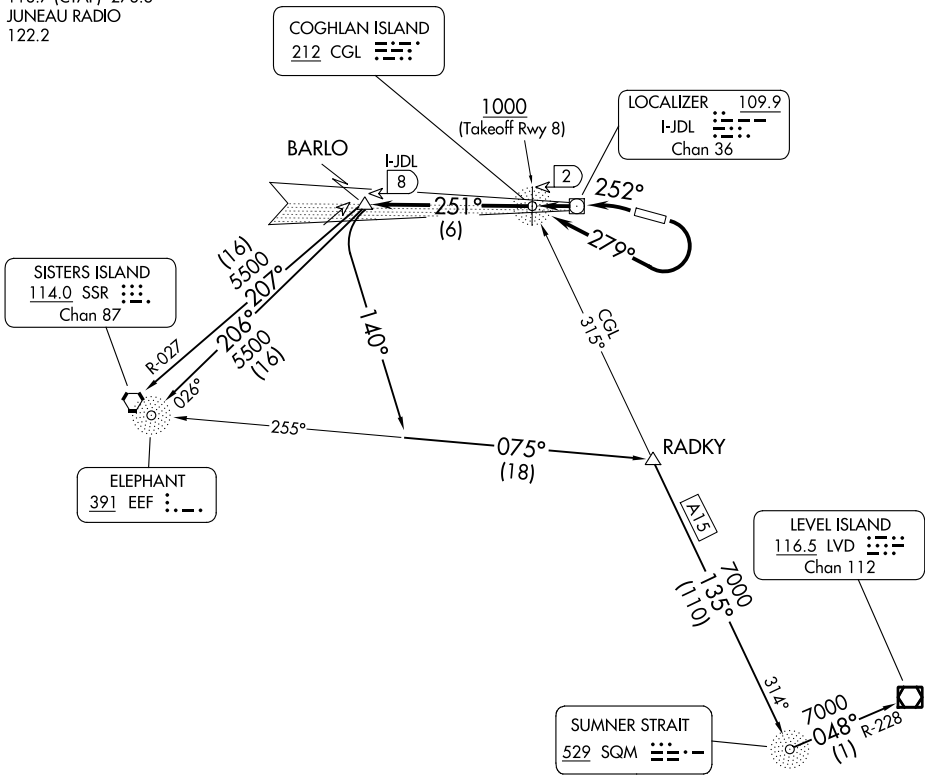 JUNEAU RADIO
122.2
COGHLAN ISLAND
212 CGL
1000
(Takeoff Rwy 8)
LOCALIZER 109.9
I-JDL
Chan 36
BARLO
I-JDL
8
2
252°
251°
(6)
279°
(16)
5500
207°
206°
5500
(16)
SISTERS ISLAND
114.0 SSR
Chan 87
R-027
026°
140°
CGL
315°
255°
075°
(18)
RADKY
ELEPHANT
391 EEF
A15
7000
135°
(110)
LEVEL ISLAND
116.5 LVD
Chan 112
314°
7000
048°
(1)
R-228
SUMNER STRAIT
529 SQM